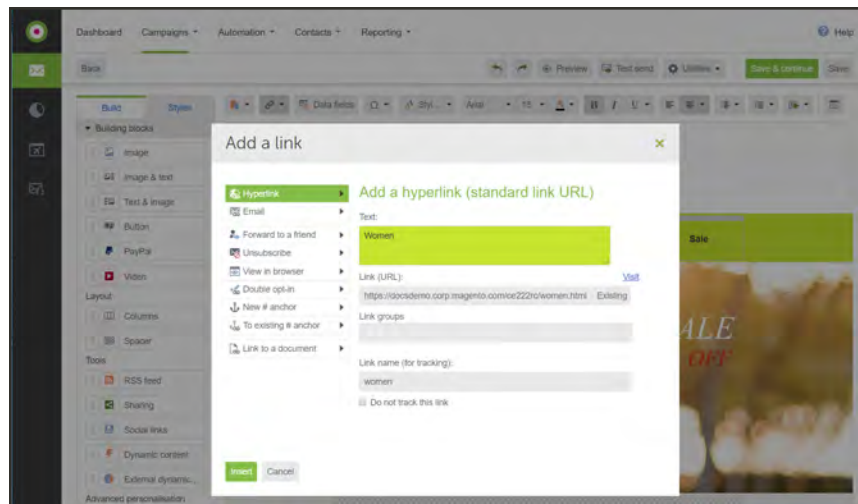 Dashboard Campaigns Automation Contacts Reporting Help
Back Preview Test send Utilities Save & continue Save
Build Styles Data fields Ω Styl... Arial B I U
Building blocks
Image
Image & text
Text & image
Button
PayPal
Video
Layout
Columns
Spacer
Tools
RSS feed
Sharing
Social links
Dynamic content
External dynamic...
Advanced personalisation
Add a link
Hyperlink
Email
Forward to a friend
Unsubscribe
View in browser
Double opt-in
New # anchor
To existing # anchor
Link to a document
Add a hyperlink (standard link URL)
Text:
Women
Link (URL): Visit
https://docsdemo.corp.magento.com/ce222rc/women.html Existing
Link groups
Link name (for tracking):
women
Do not track this link
Insert Cancel
Sale
ALE
OFF